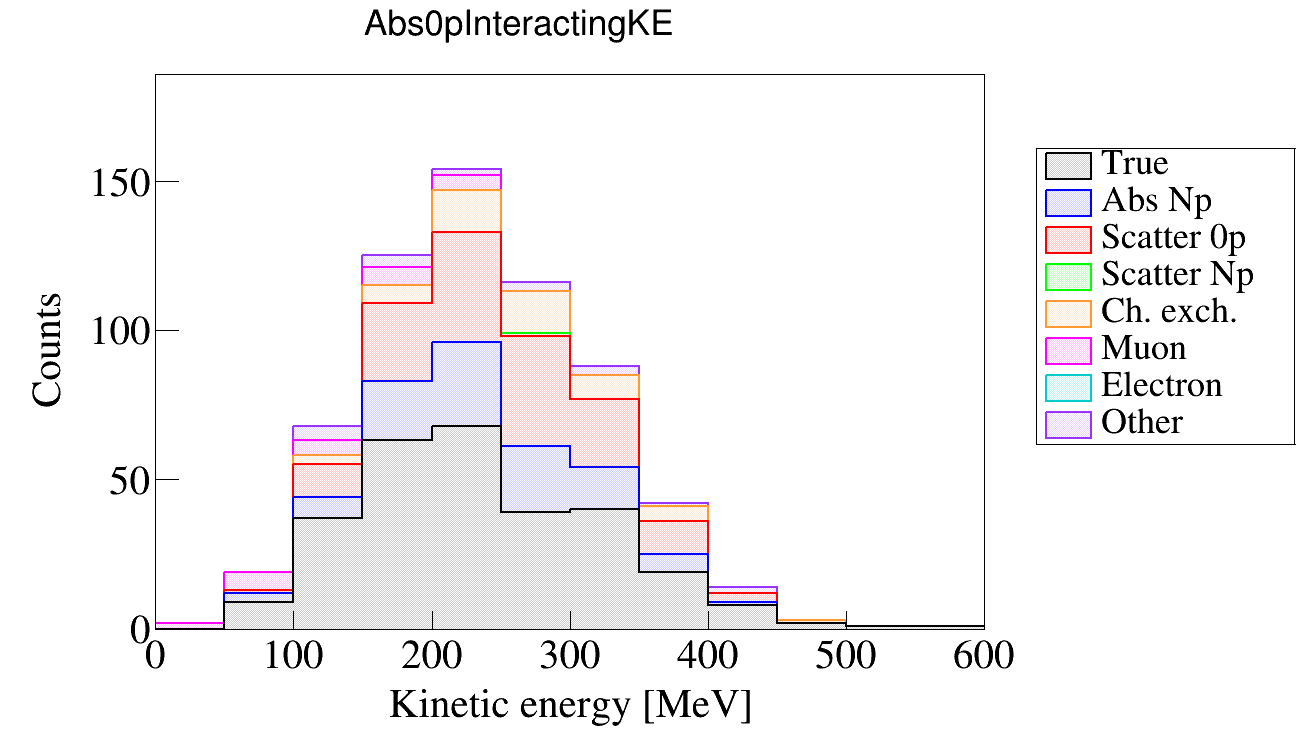 Abs0pInteractingKE
150
100
50
0
Counts
0 100 200 300 400 500 600
Kinetic energy [MeV]
True
Abs Np
Scatter 0p
Scatter Np
Ch. exch.
Muon
Electron
Other